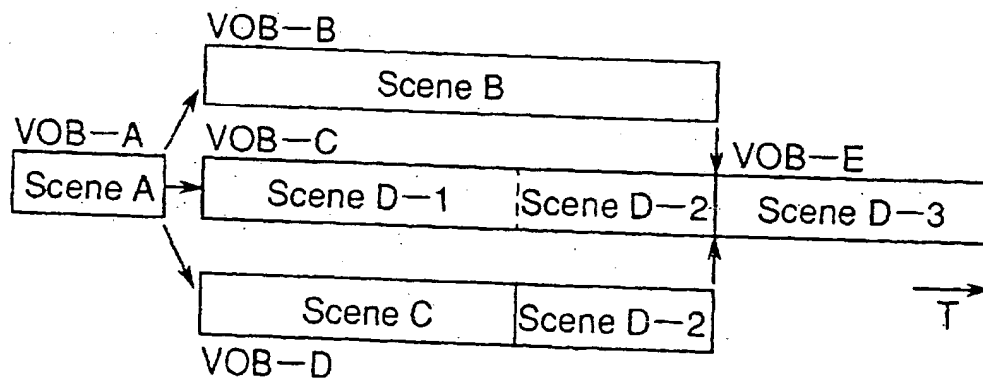 VOB—B
Scene B
VOB—A
VOB—C
VOB—E
Scene A
Scene D—1
Scene D—2
Scene D—3
Scene C
Scene D—2
T
VOB—D